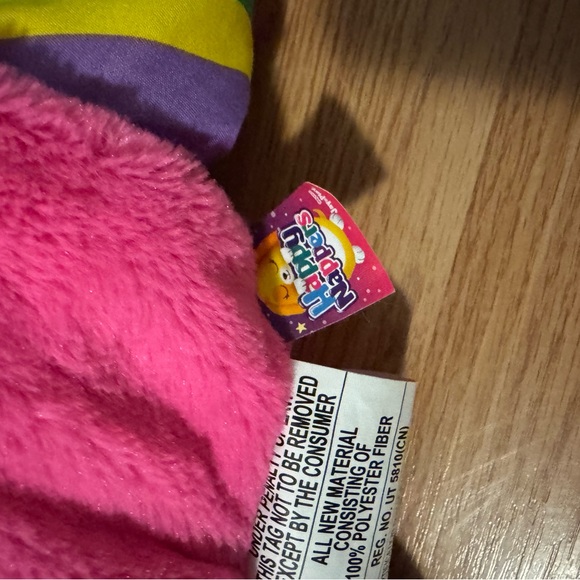 Happy
Nappers
UNDER PENALTY OF LAW
THIS TAG NOT TO BE REMOVED
EXCEPT BY THE CONSUMER
ALL NEW MATERIAL
CONSISTING OF
100% POLYESTER FIBER
REG. NO. UT 5810(CN)